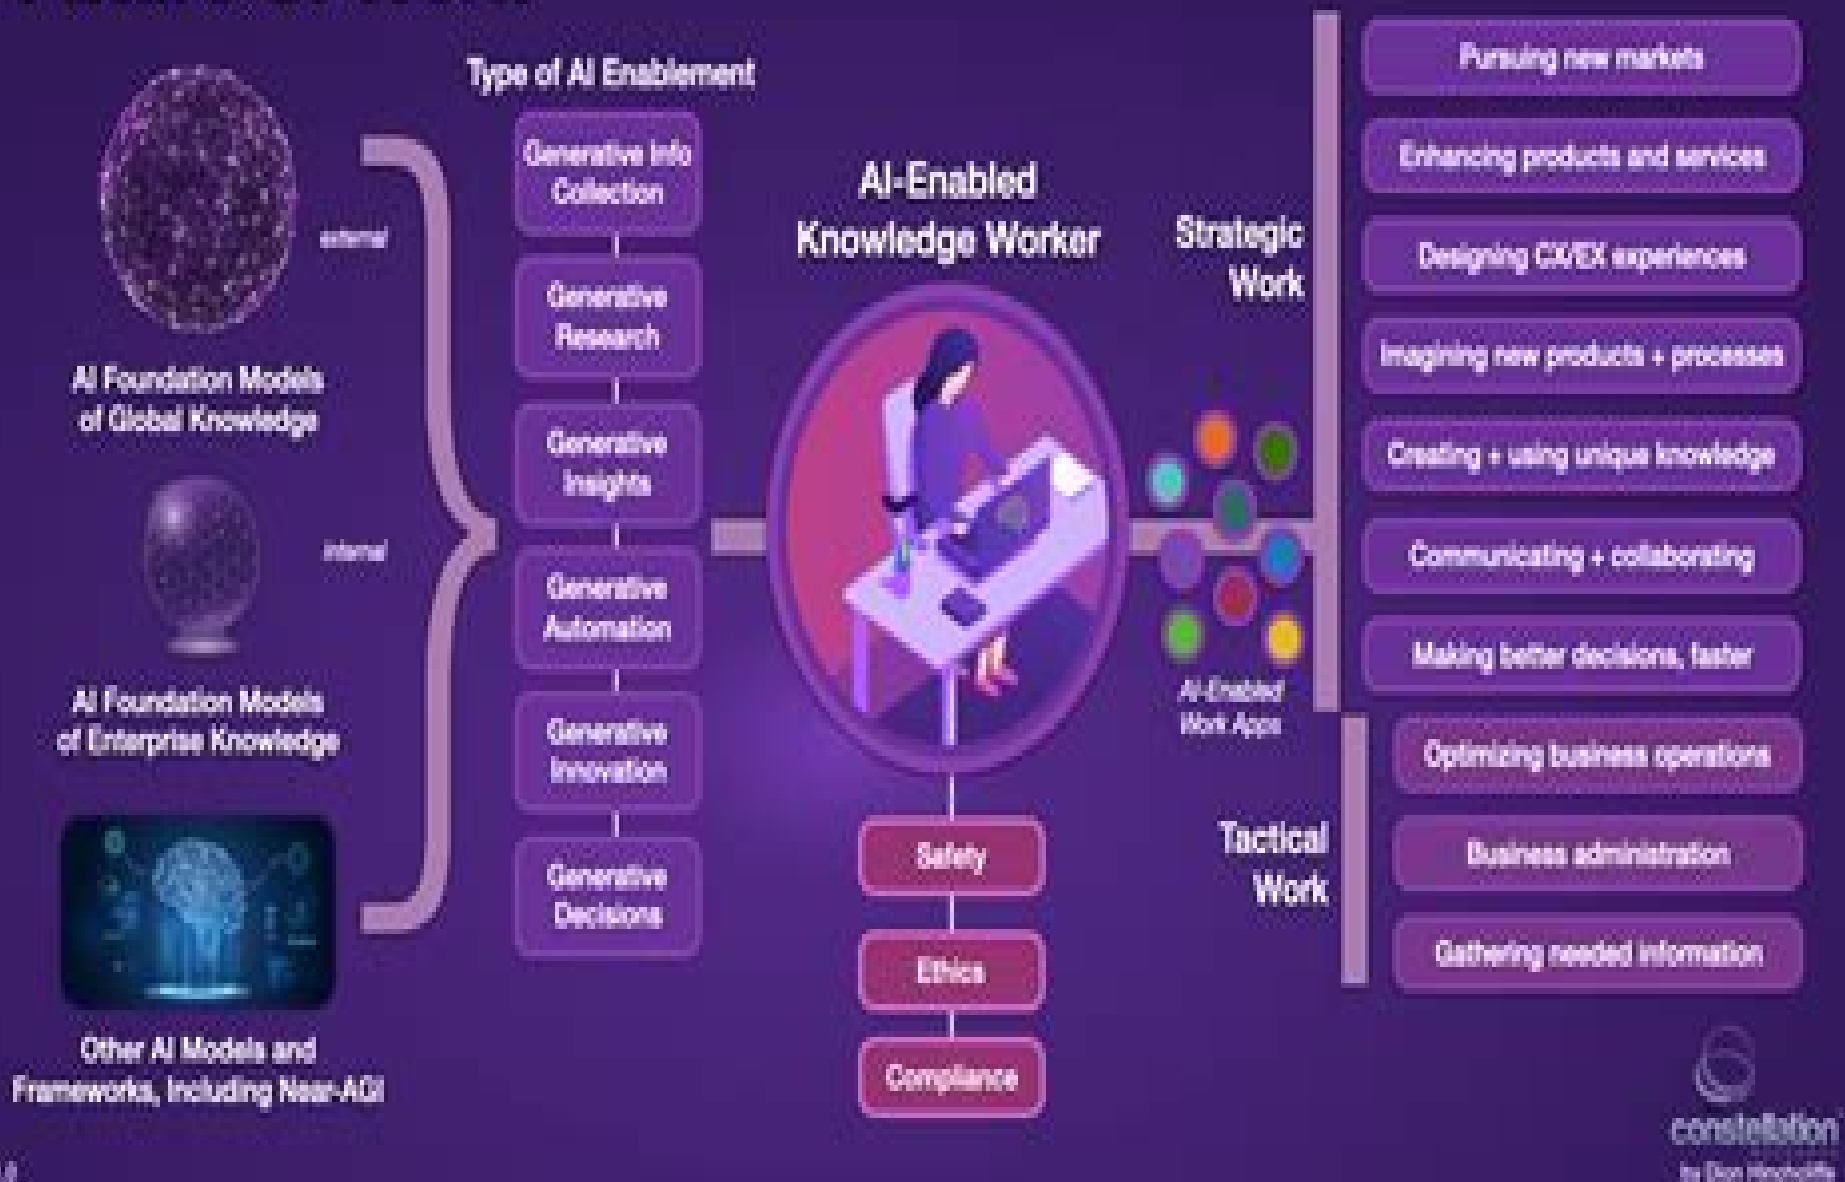 Type of AI Enablement
Generative Info
Collection
Generative
Research
Generative
Insights
Generative
Automation
Generative
Innovation
Generative
Decisions
external
AI Foundation Models
of Global Knowledge
internal
AI Foundation Models
of Enterprise Knowledge
Other AI Models and
Frameworks, Including Near-AGI
AI-Enabled
Knowledge Worker
Safety
Ethics
Compliance
AI-Enabled
Work Apps
Strategic
Work
Pursuing new markets
Enhancing products and services
Designing CX/EX experiences
Imagining new products + processes
Creating + using unique knowledge
Communicating + collaborating
Making better decisions, faster
Tactical
Work
Optimizing business operations
Business administration
Gathering needed information
constellation
by Dion Hinchcliffe